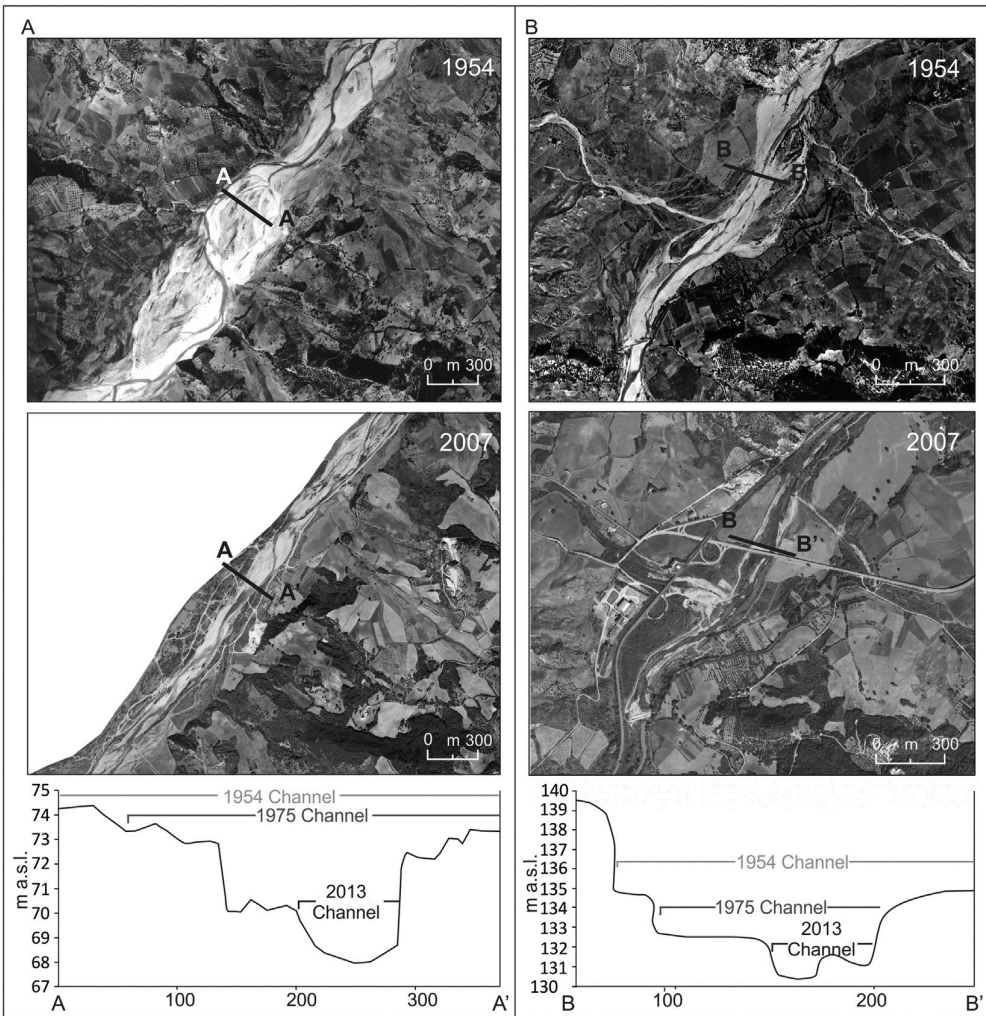 A
1954
A
A
0 m 300
2007
A
A'
0 m 300
75
74
73
72
71
70
69
68
67
m a.s.l.
1954 Channel
1975 Channel
2013
Channel
A
100
200
300
A'
B
1954
B
B
0 m 300
2007
B
B'
0 m 300
140
139
138
137
136
135
134
133
132
131
130
m a.s.l.
1954 Channel
1975 Channel
2013
Channel
B
100
200
B'